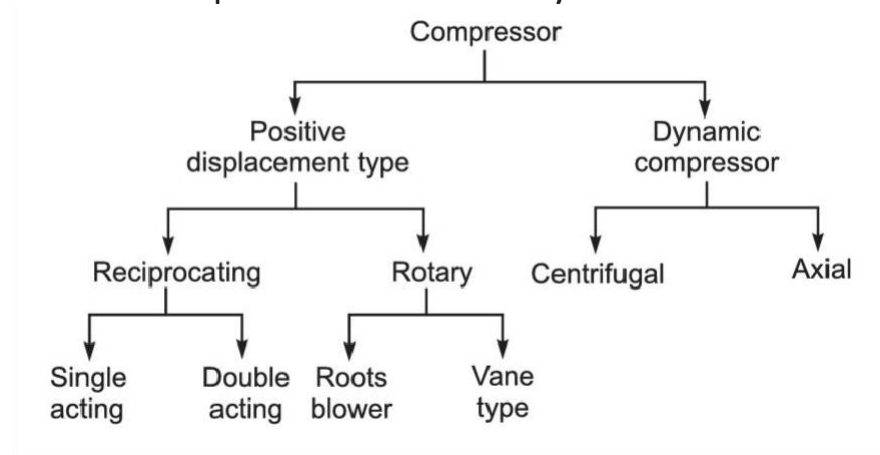 Compressor
Positive
displacement type
Dynamic
compressor
Reciprocating
Rotary
Centrifugal
Axial
Single
acting
Double
acting
Roots
blower
Vane
type